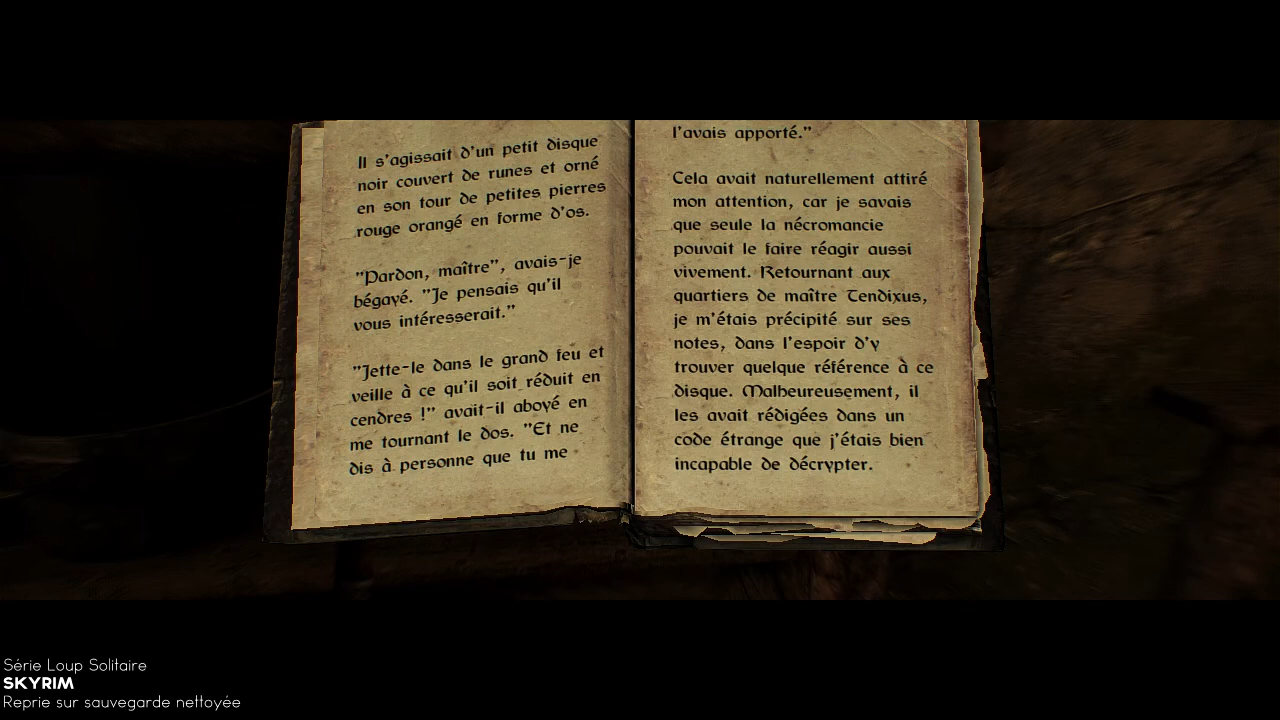 Il s'agissait d'un petit disque
noir couvert de runes et orné
en son tour de petites pierres
rouge orangé en forme d'os.
"Pardon, maître", avais-je
bégayé. "Je pensais qu'il
vous intéresserait."
"Jette-le dans le grand feu et
veille à ce qu'il soit réduit en
cendres !" avait-il aboyé en
me tournant le dos. "Et ne
dis à personne que tu me
l'avais apporté."
Cela avait naturellement attiré
mon attention, car je savais
que seule la nécromancie
pouvait le faire réagir aussi
vivement. Retournant aux
quartiers de maître Tendixus,
je m'étais précipité sur ses
notes, dans l'espoir d'y
trouver quelque référence à ce
disque. Malheureusement, il
les avait rédigées dans un
code étrange que j'étais bien
incapable de décrypter.
Série Loup Solitaire
SKYRIM
Reprie sur sauvegarde nettoyée